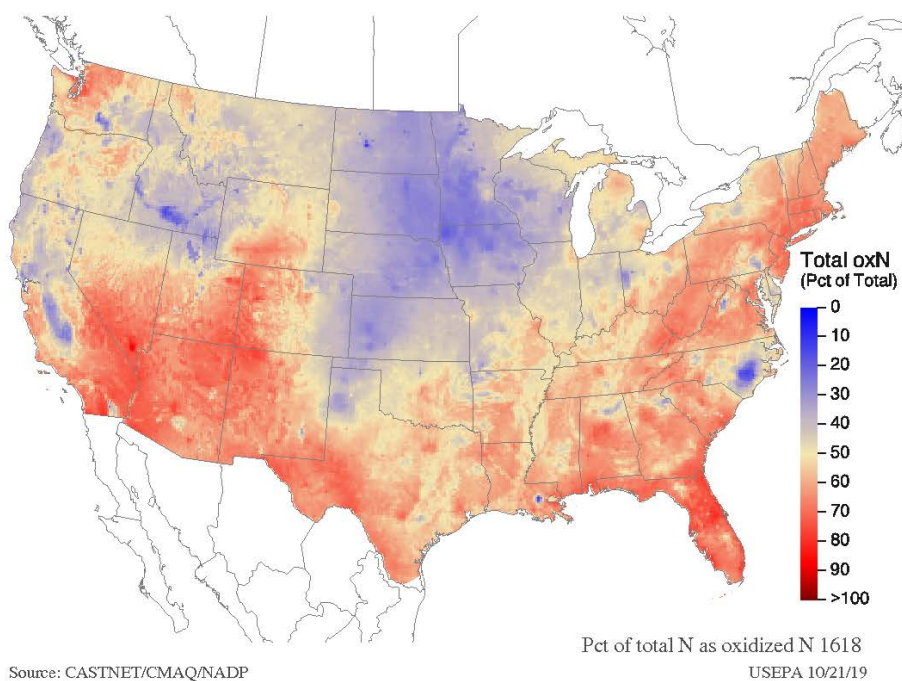 Total oxN
(Pct of Total)
0
10
20
30
40
50
60
70
80
90
>100
Pct of total N as oxidized N 1618
Source: CASTNET/CMAQ/NADP
USEPA 10/21/19